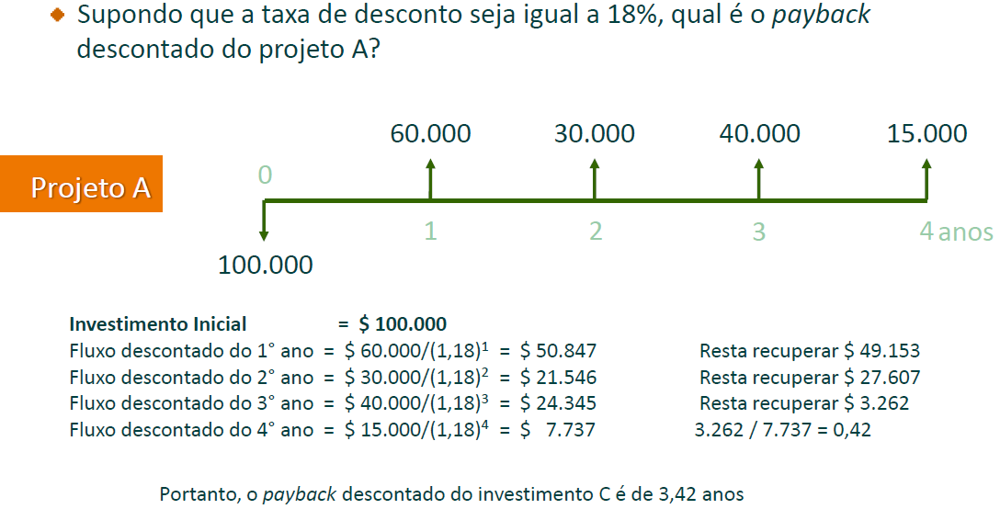 Supondo que a taxa de desconto seja igual a 18%, qual é o payback
descontado do projeto A?
60.000 30.000 40.000 15.000
Projeto A
0
1 2 3 4 anos
100.000
Investimento Inicial = $ 100.000
Fluxo descontado do 1° ano = $ 60.000/(1,18)¹ = $ 50.847 Resta recuperar $ 49.153
Fluxo descontado do 2° ano = $ 30.000/(1,18)² = $ 21.546 Resta recuperar $ 27.607
Fluxo descontado do 3° ano = $ 40.000/(1,18)³ = $ 24.345 Resta recuperar $ 3.262
Fluxo descontado do 4° ano = $ 15.000/(1,18)⁴ = $ 7.737 3.262 / 7.737 = 0,42
Portanto, o payback descontado do investimento C é de 3,42 anos